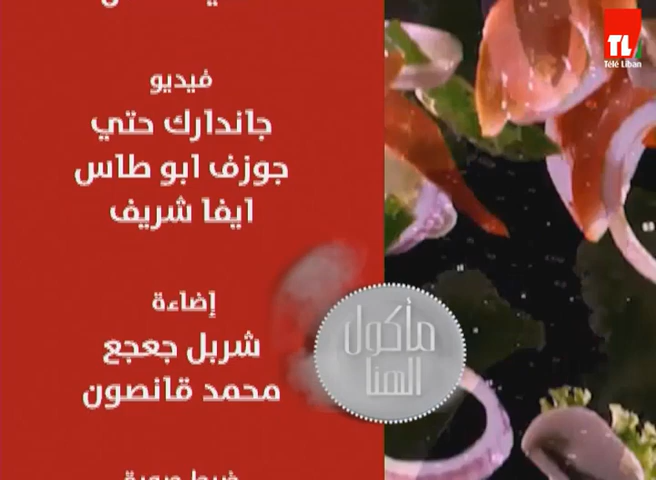 فيديو
جاندارك حتي
جوزف ابو طاس
ايفا شريف
إضاءة
شربل جعجع
محمد قانصون
مأكول
الهنا
TL
Télé Liban